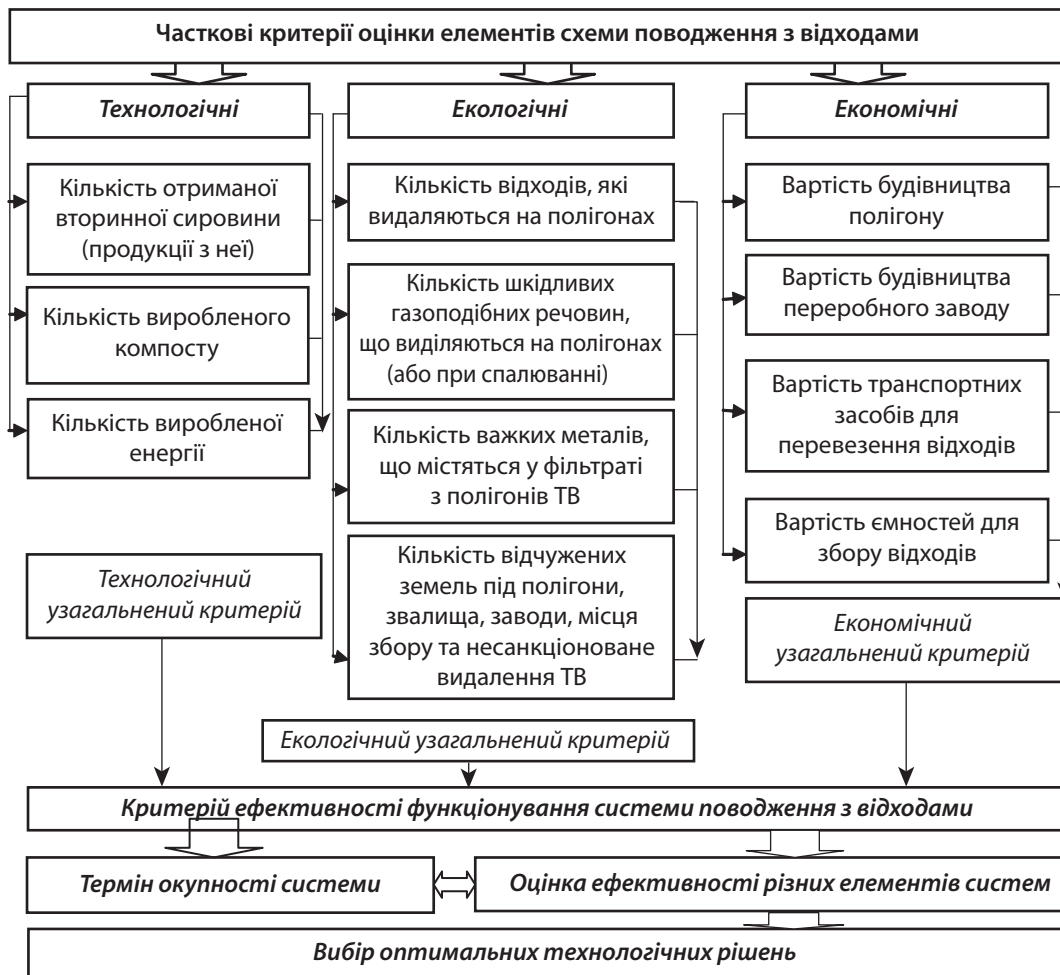 Часткові критерії оцінки елементів схеми поводження з відходами
Технологічні
Кількість отриманої
вторинної сировини
(продукції з неї)
Кількість виробленого
компосту
Кількість виробленої
енергії
Технологічний
узагальнений критерій
Екологічні
Кількість відходів, які
видаляються на полігонах
Кількість шкідливих
газоподібних речовин,
що виділяються на полігонах
(або при спалюванні)
Кількість важких металів,
що містяться у фільтраті
з полігонів ТВ
Кількість відчужених
земель під полігони,
звалища, заводи, місця
збору та несанкціоноване
видалення ТВ
Екологічний узагальнений критерій
Економічні
Вартість будівництва
полігону
Вартість будівництва
переробного заводу
Вартість транспортних
засобів для
перевезення відходів
Вартість ємностей для
збору відходів
Економічний
узагальнений критерій
Критерій ефективності функціонування системи поводження з відходами
Термін окупності системи
Оцінка ефективності різних елементів систем
Вибір оптимальних технологічних рішень